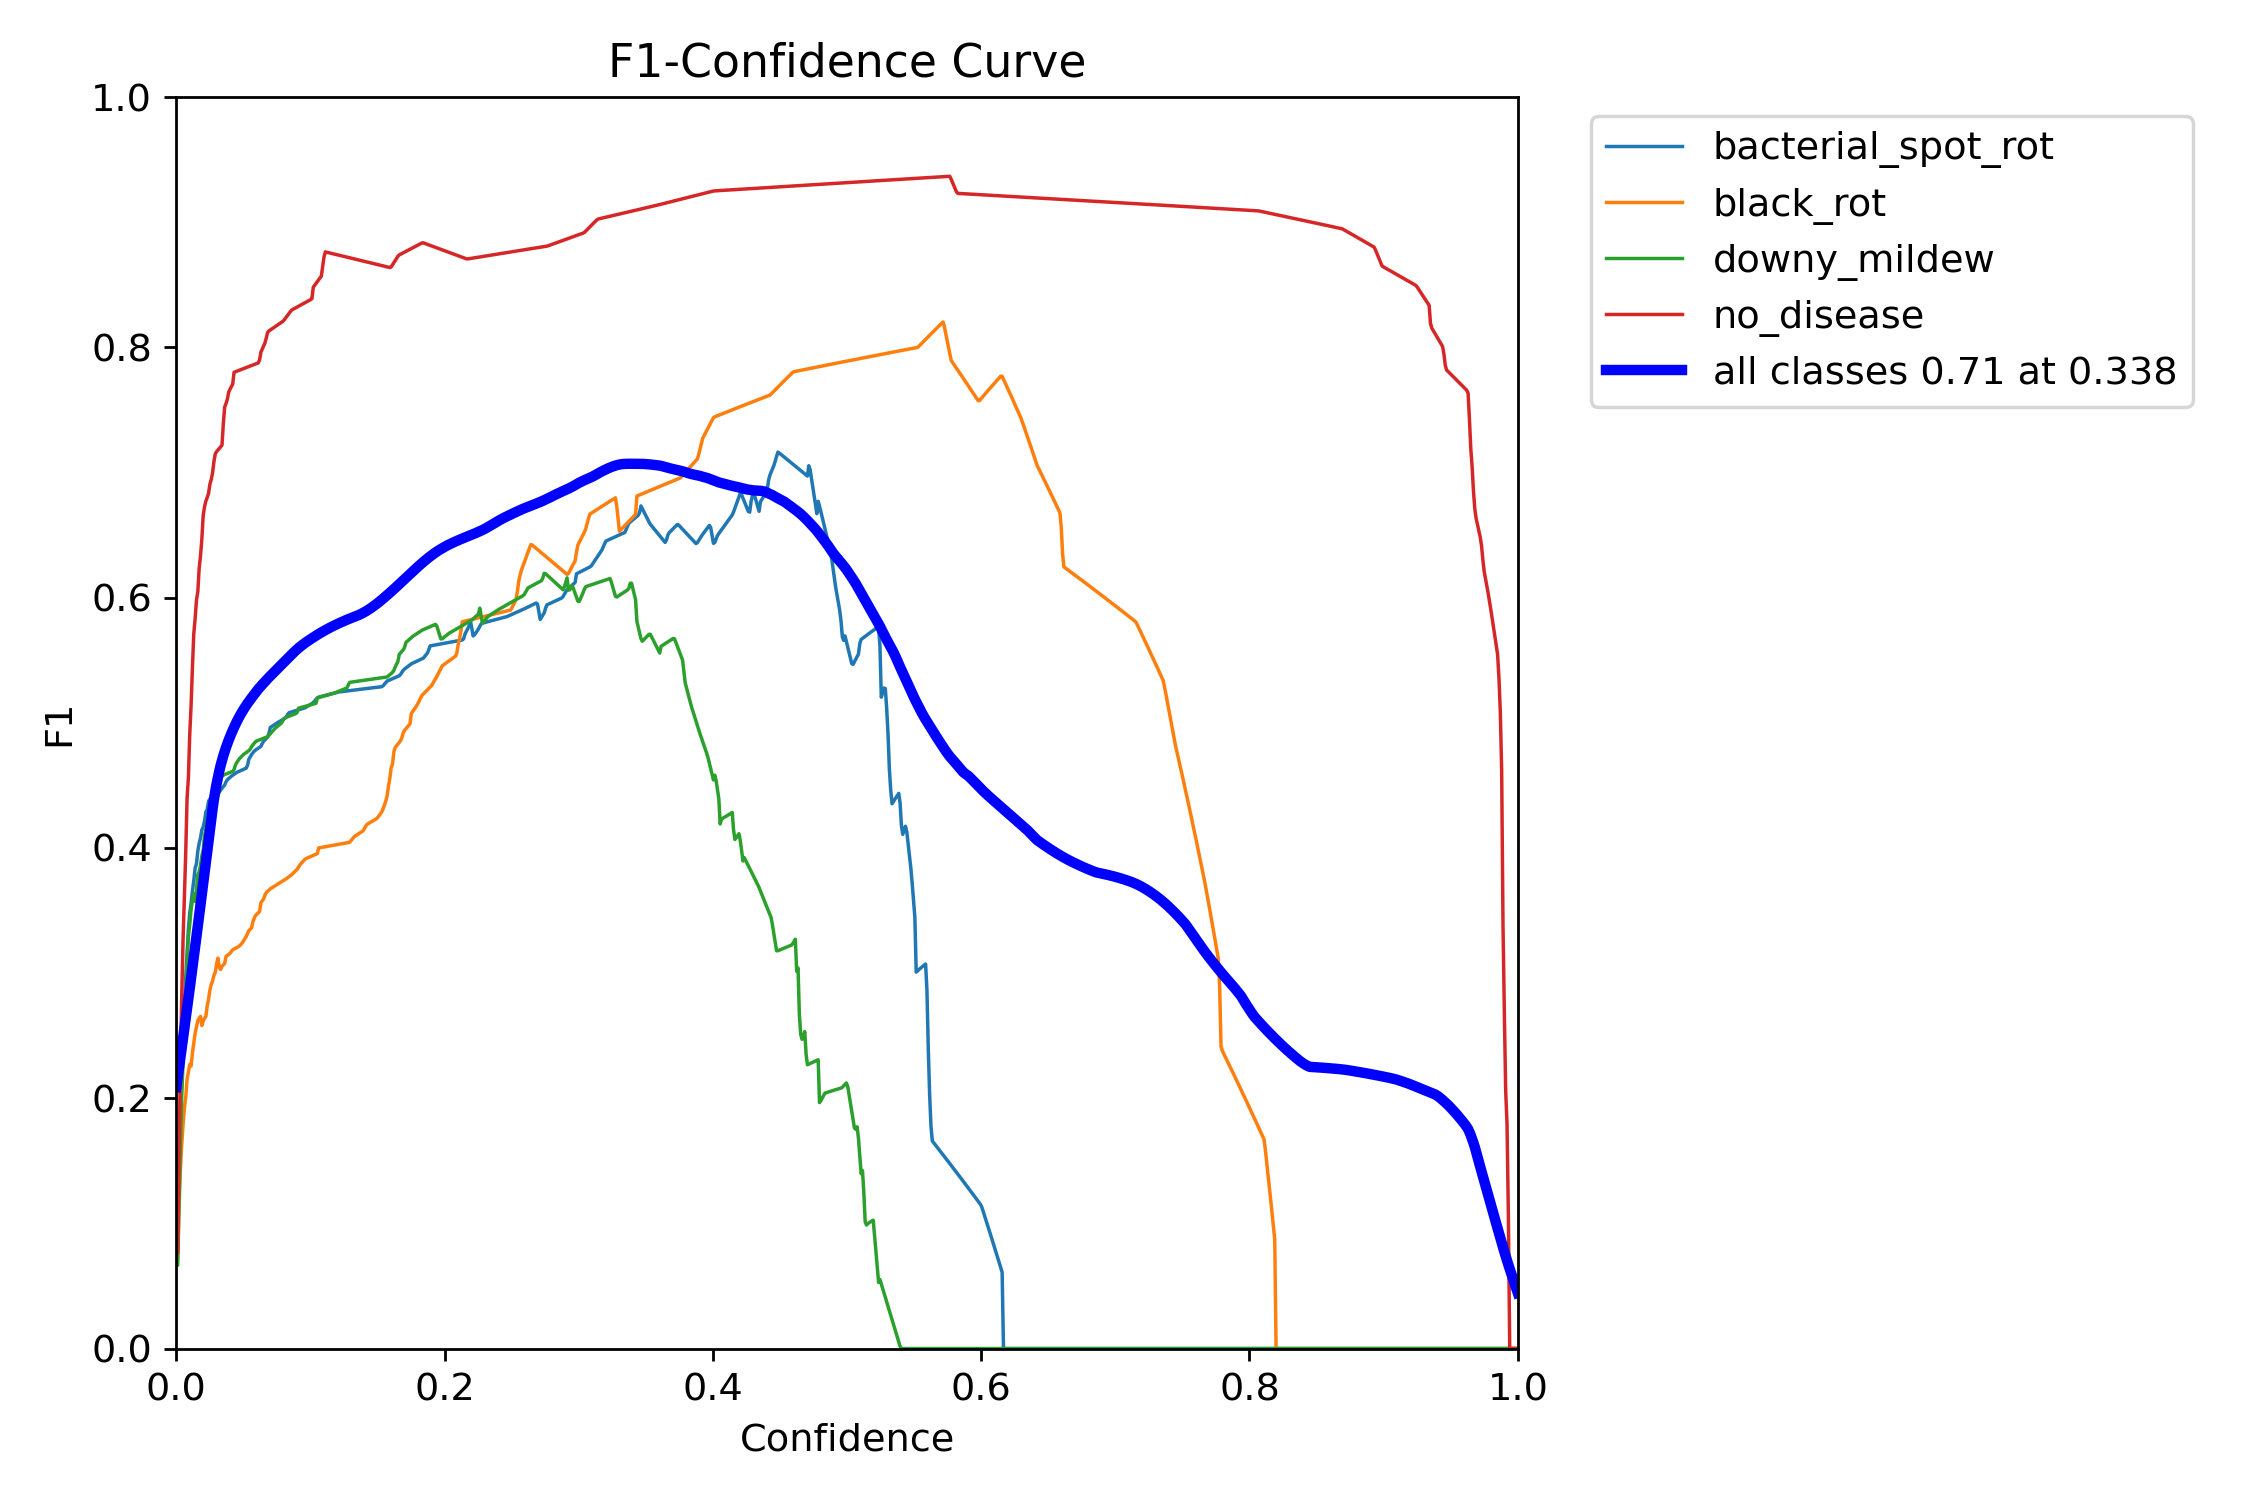 F1-Confidence Curve
bacterial_spot_rot
black_rot
downy_mildew
no_disease
all classes 0.71 at 0.338
F1
1.0
0.8
0.6
0.4
0.2
0.0
0.0 0.2 0.4 0.6 0.8 1.0
Confidence